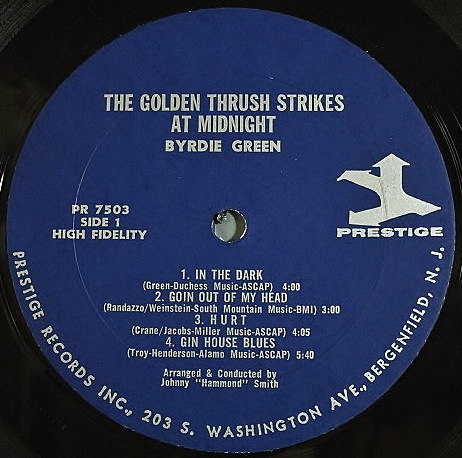 THE GOLDEN THRUSH STRIKES
AT MIDNIGHT
BYRDIE GREEN
PR 7503
SIDE 1
HIGH FIDELITY
PRESTIGE
1. IN THE DARK
(Green-Duchess Music-ASCAP) 4:00
2. GOIN OUT OF MY HEAD
(Randazzo/Weinstein-South Mountain Music-BMI) 3:00
3. HURT
(Crane/Jacobs-Miller Music-ASCAP) 4:05
4. GIN HOUSE BLUES
(Troy-Henderson-Alamo Music-ASCAP) 5:40
Arranged & Conducted by
Johnny "Hammond" Smith
PRESTIGE RECORDS INC., 203 S. WASHINGTON AVE., BERGENFIELD, N. J.